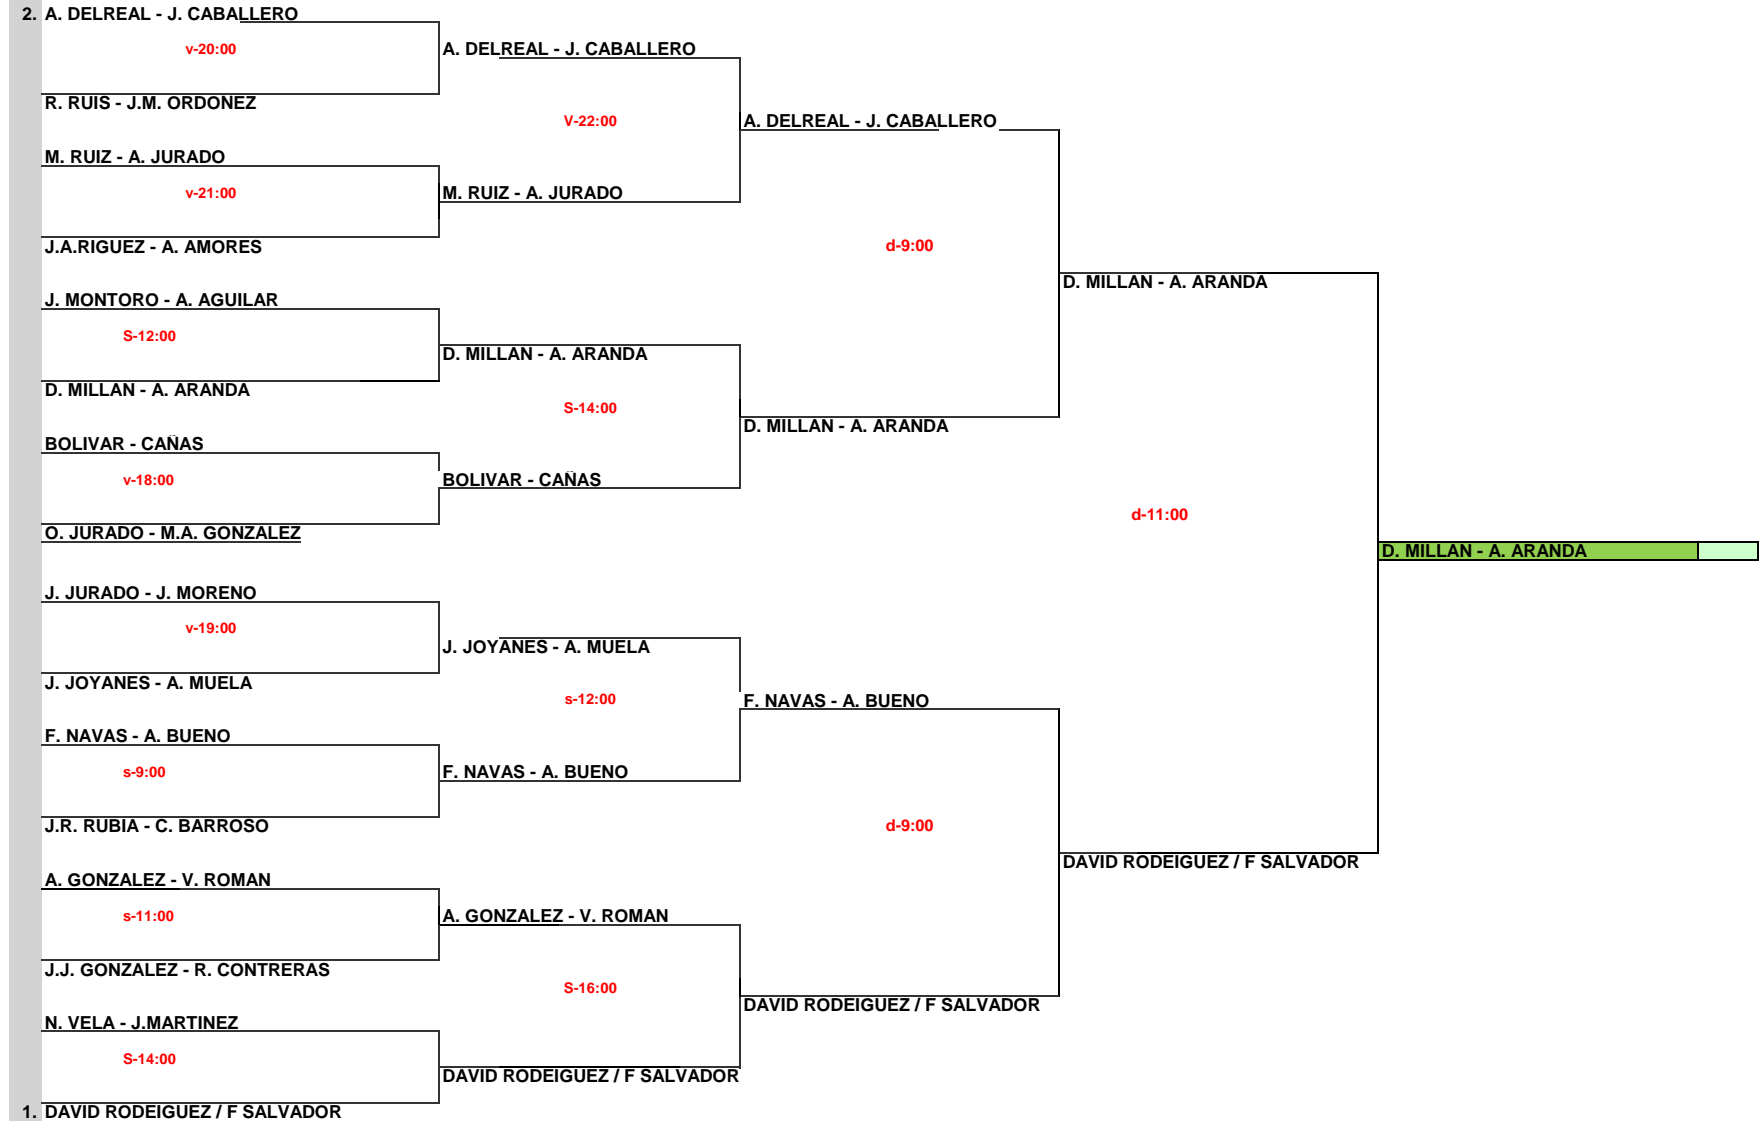 2. A. DELREAL - J. CABALLERO
v-20:00
A. DELREAL - J. CABALLERO
R. RUIS - J.M. ORDONEZ
V-22:00
A. DELREAL - J. CABALLERO
M. RUIZ - A. JURADO
v-21:00
M. RUIZ - A. JURADO
J.A.RIGUEZ - A. AMORES
d-9:00
D. MILLAN - A. ARANDA
J. MONTORO - A. AGUILAR
S-12:00
D. MILLAN - A. ARANDA
D. MILLAN - A. ARANDA
S-14:00
D. MILLAN - A. ARANDA
BOLIVAR - CAÑAS
v-18:00
BOLIVAR - CAÑAS
d-11:00
O. JURADO - M.A. GONZALEZ
D. MILLAN - A. ARANDA
J. JURADO - J. MORENO
v-19:00
J. JOYANES - A. MUELA
J. JOYANES - A. MUELA
s-12:00
F. NAVAS - A. BUENO
F. NAVAS - A. BUENO
s-9:00
F. NAVAS - A. BUENO
J.R. RUBIA - C. BARROSO
d-9:00
DAVID RODEIGUEZ / F SALVADOR
A. GONZALEZ - V. ROMAN
s-11:00
A. GONZALEZ - V. ROMAN
J.J. GONZALEZ - R. CONTRERAS
S-16:00
DAVID RODEIGUEZ / F SALVADOR
N. VELA - J.MARTINEZ
S-14:00
DAVID RODEIGUEZ / F SALVADOR
1. DAVID RODEIGUEZ / F SALVADOR